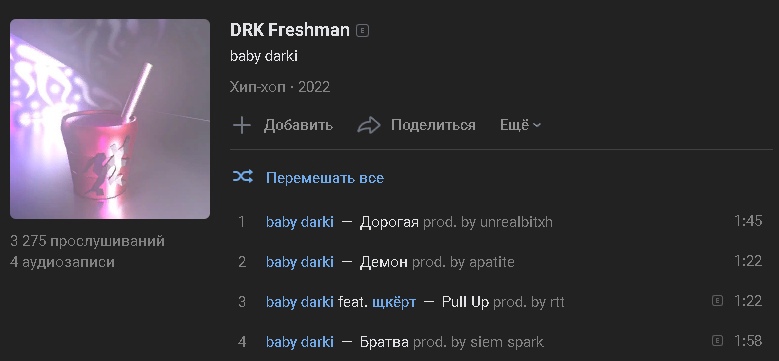 DRK Freshman E
baby darki
Хип-хоп · 2022
Добавить Поделиться Ещё
Перемешать все
1 baby darki — Дорогая prod. by unrealbitxh 1:45
2 baby darki — Демон prod. by apatite 1:22
3 baby darki feat. щкёрт — Pull Up prod. by rtt E 1:22
4 baby darki — Братва prod. by siem spark E 1:58
3 275 прослушиваний
4 аудиозаписи